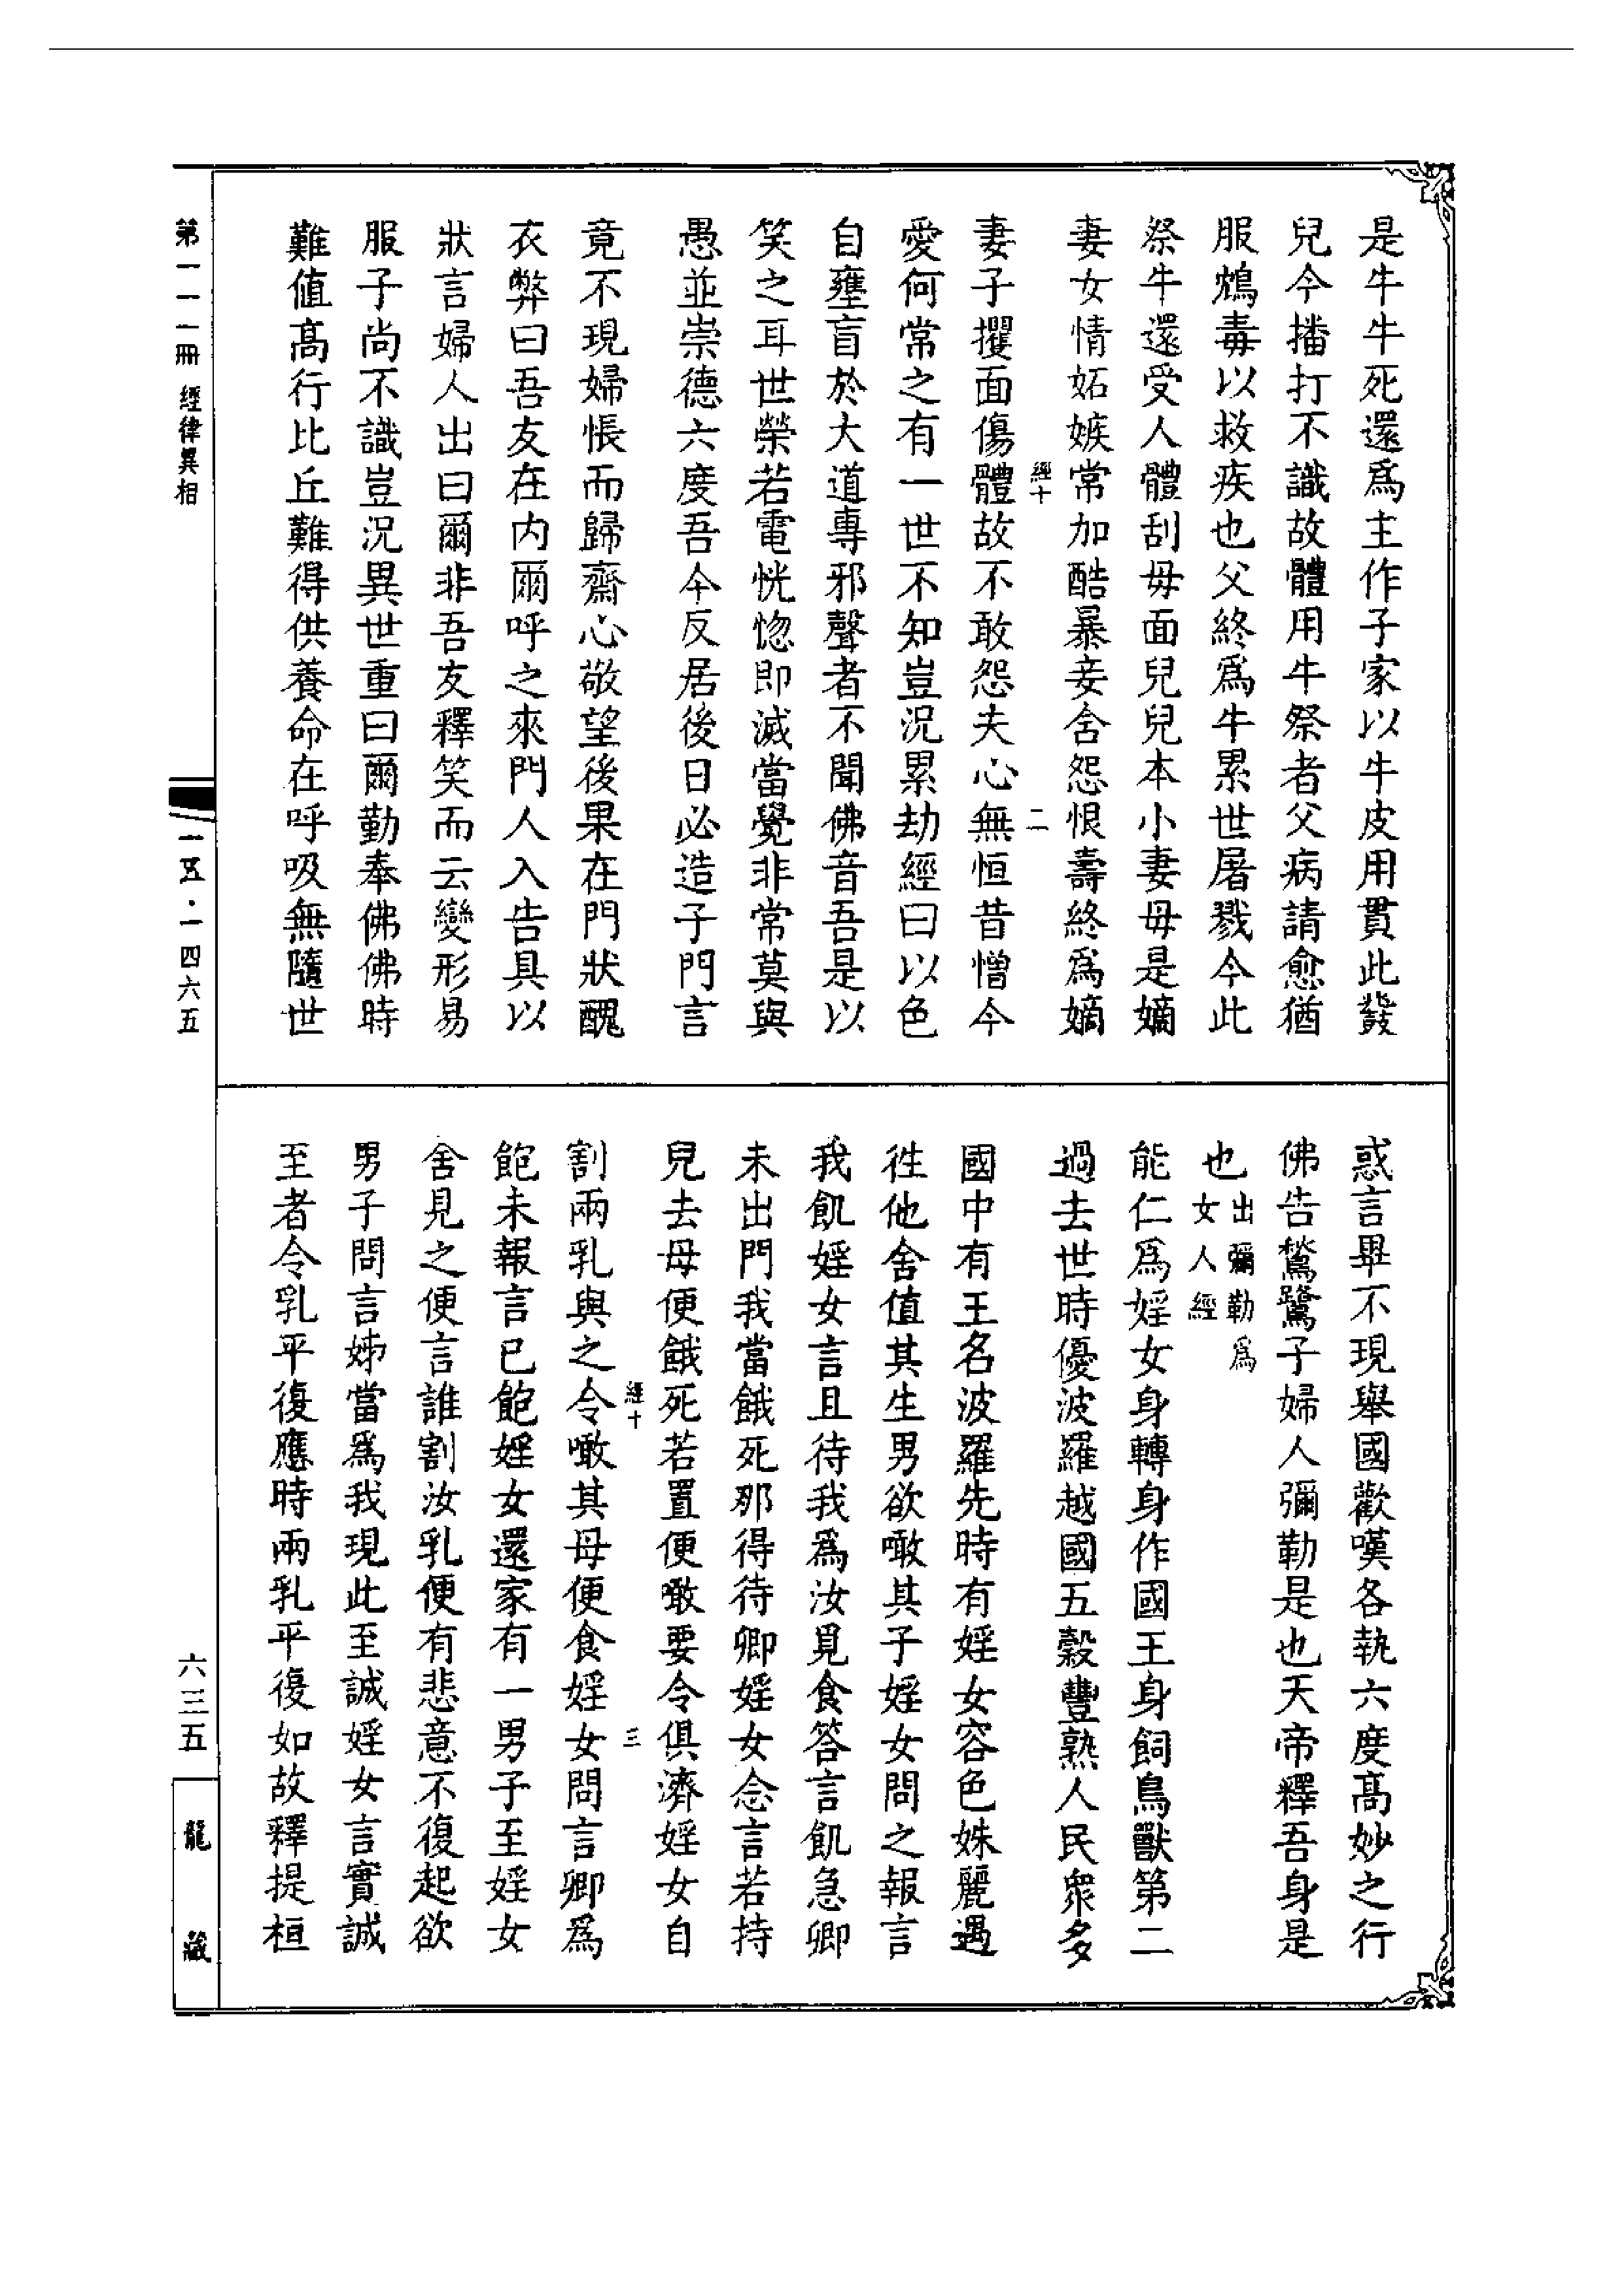 是牛牛死還爲主作子家以牛皮用貫此鼗
兒今播打不識故體用牛祭者父病請愈猶
服鴆毒以救疾也父終爲牛累世屠戮今此
祭牛還受人體刮母面兒兒本小妻母是嫡
妻女情妬嫉常加酷暴妾含怨恨壽終爲嫡
經十 二
妻子攫面傷體故不敢怨夫心無恒昔憎今
愛何常之有一世不知豈況累劫經曰以色
自壅盲於大道專邪聲者不聞佛音吾是以
笑之耳世榮若電恍惚即滅當覺非常莫與
愚並崇德六度吾今反居後日必造子門言
竟不現婦悵而歸齋心敬望後果在門狀醜
衣弊曰吾友在内爾呼之來門人入告具以
狀言婦人出曰爾非吾友釋笑而云變形易
服子尚不識豈況異世重曰爾勤奉佛佛時
難值高行比丘難得供養命在呼吸無隨世
惑言畢不現舉國歡嘆各執六度高妙之行
佛告鶖鷺子婦人彌勒是也天帝釋吾身是
也出彌勒爲女人經
能仁爲婬女身轉身作國王身飼鳥獸第二
過去世時優波羅越國五穀豐熟人民衆多
國中有王名波羅先時有婬女容色姝麗遇
徃他舍值其生男欲噉其子婬女問之報言
我飢婬女言且待我爲汝覓食答言飢急卿
未出門我當餓死那得待卿婬女念言若持
兒去母便餓死若置便噉要令俱濟婬女自
經十 三
割兩乳與之令噉其母便食婬女問言卿爲
飽未報言已飽婬女還家有一男子至婬女
舍見之便言誰割汝乳便有悲意不復起欲
男子問言姊當爲我現此至誠婬女言實誠
至者令乳平復應時兩乳平復如故釋提桓
第一一一冊 經律異相
一五·一四六五
六三五
龍藏